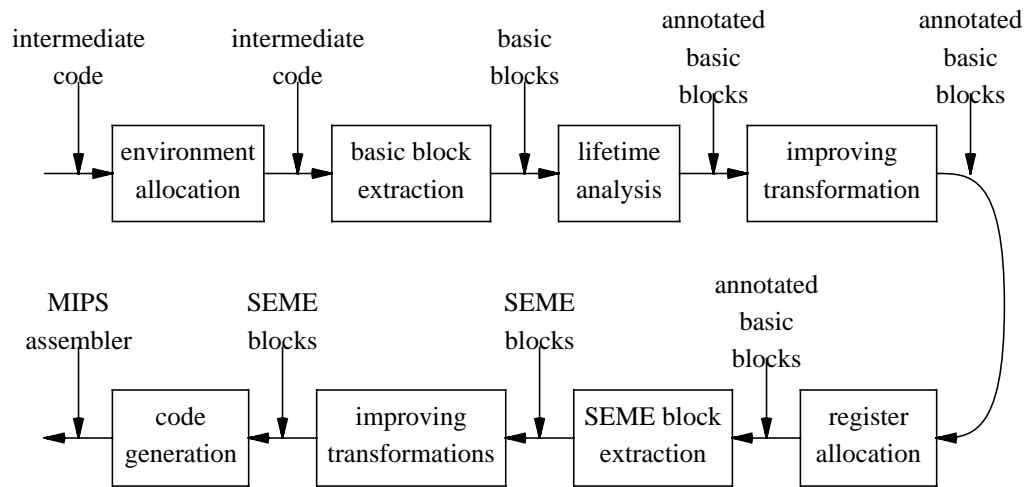 intermediate
code
intermediate
code
basic
blocks
annotated
basic
blocks
annotated
basic
blocks
environment
allocation
basic block
extraction
lifetime
analysis
improving
transformation
MIPS
assembler
SEME
blocks
SEME
blocks
annotated
basic
blocks
code
generation
improving
transformations
SEME block
extraction
register
allocation